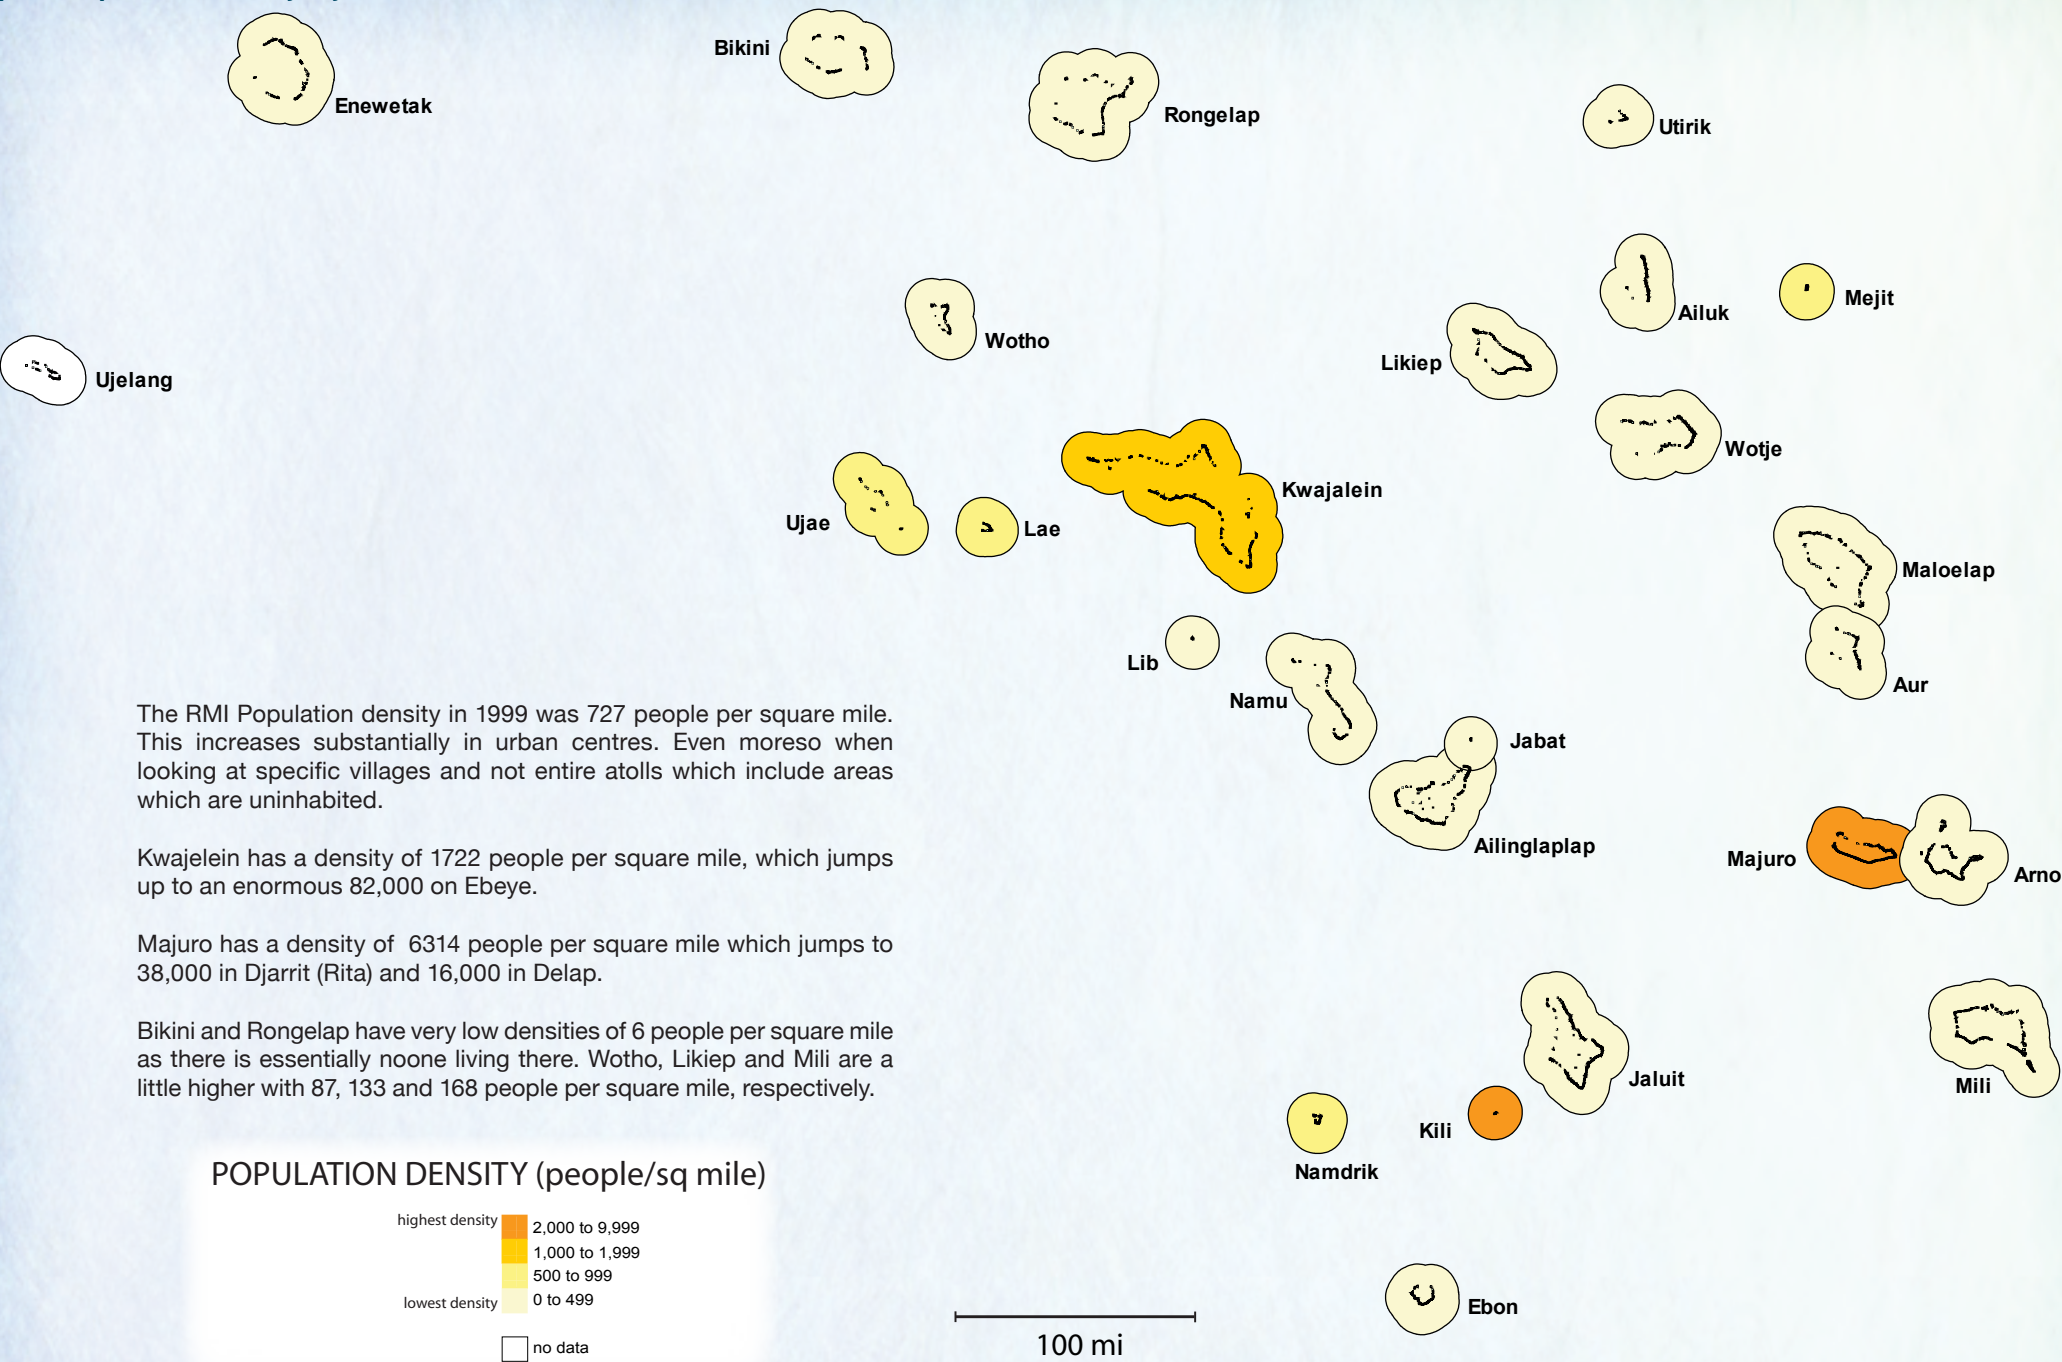 Enewetak
Bikini
Rongelap
Utirik
Ailuk
Mejit
Wotho
Likiep
Ujelang
Wotje
Kwajalein
Ujae
Lae
Maloelap
Lib
Namu
Aur
Jabat
Ailinglaplap
Majuro
Arno
Jaluit
Mili
Kili
Namdrik
Ebon
The RMI Population density in 1999 was 727 people per square mile.
This increases substantially in urban centres. Even moreso when
looking at specific villages and not entire atolls which include areas
which are uninhabited.
Kwajelein has a density of 1722 people per square mile, which jumps
up to an enormous 82,000 on Ebeye.
Majuro has a density of 6314 people per square mile which jumps to
38,000 in Djarrit (Rita) and 16,000 in Delap.
Bikini and Rongelap have very low densities of 6 people per square mile
as there is essentially noone living there. Wotho, Likiep and Mili are a
little higher with 87, 133 and 168 people per square mile, respectively.
POPULATION DENSITY (people/sq mile)
highest density 2,000 to 9,999
1,000 to 1,999
500 to 999
lowest density 0 to 499
no data
100 mi